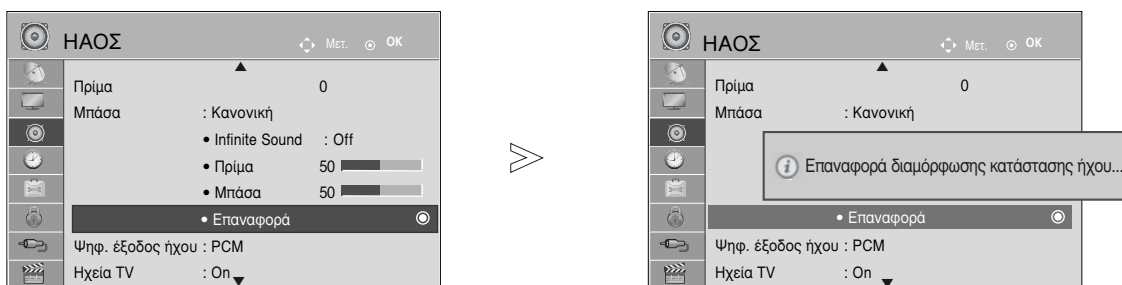 ΗΑΟΣ Μετ. OK
Πρίμα 0
Μπάσα : Κανονική
• Infinite Sound : Off
• Πρίμα 50
• Μπάσα 50
• Επαναφορά
Ψηφ. έξοδος ήχου : PCM
Ηχεία TV : On
ΗΑΟΣ Μετ. OK
Πρίμα 0
Μπάσα : Κανονική
i Επαναφορά διαμόρφωσης κατάστασης ήχου...
• Επαναφορά
Ψηφ. έξοδος ήχου : PCM
Ηχεία TV : On